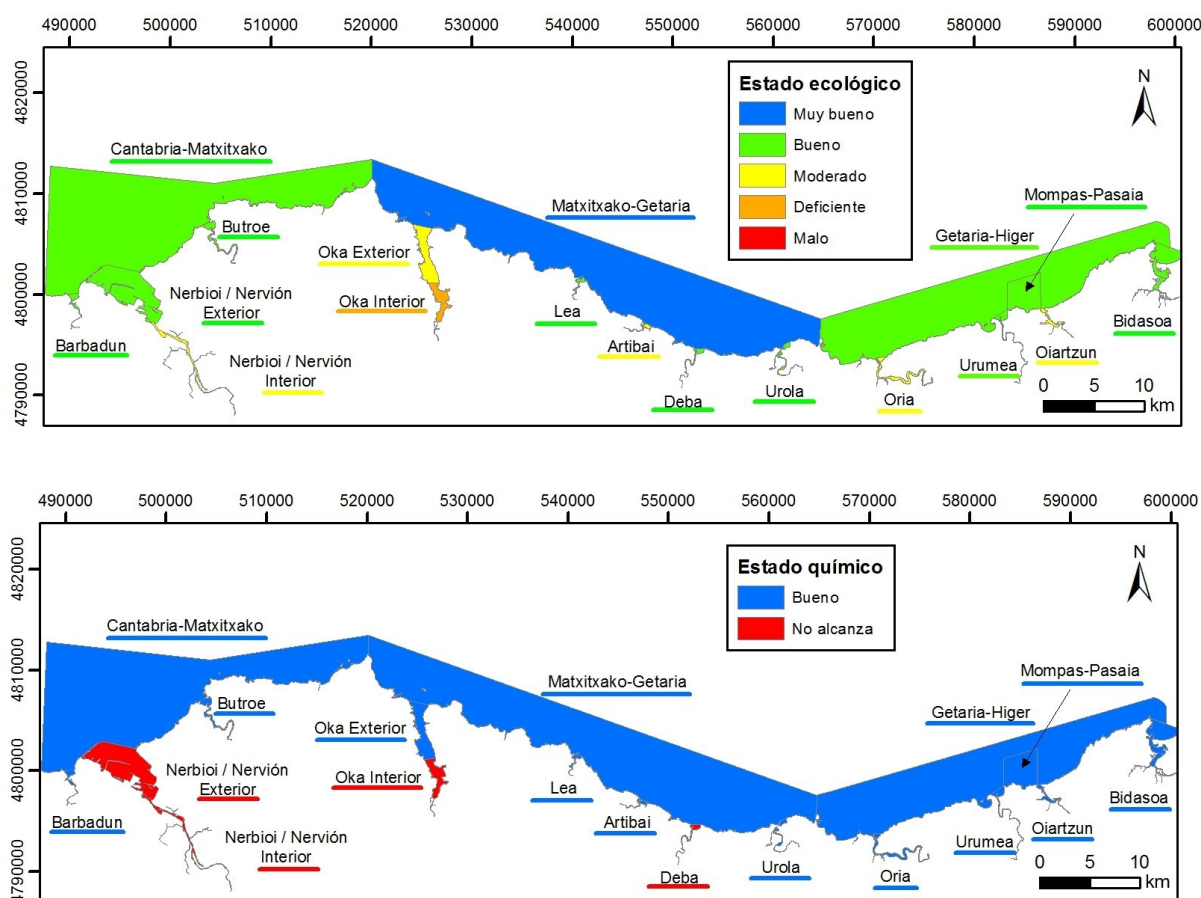 490000 500000 510000 520000 530000 540000 550000 560000 570000 580000 590000 600000
4820000
4810000
4800000
4790000
Estado ecológico
Muy bueno
Bueno
Moderado
Deficiente
Malo
N
Cantabria-Matxitxako
Butroe
Nerbioi / Nervión
Exterior
Barbadun
Nerbioi / Nervión
Interior
Oka Exterior
Oka Interior
Matxitxako-Getaria
Lea
Artibai
Deba
Urola
Oria
Mompas-Pasaia
Getaria-Higer
Bidasoa
Urumea
Oiartzun
0 5 10
km
490000 500000 510000 520000 530000 540000 550000 560000 570000 580000 590000 600000
4820000
4810000
4800000
4790000
Estado químico
Bueno
No alcanza
N
Cantabria-Matxitxako
Butroe
Nerbioi / Nervión
Exterior
Barbadun
Nerbioi / Nervión
Interior
Oka Exterior
Oka Interior
Matxitxako-Getaria
Lea
Artibai
Deba
Urola
Oria
Mompas-Pasaia
Getaria-Higer
Bidasoa
Urumea
Oiartzun
0 5 10
km